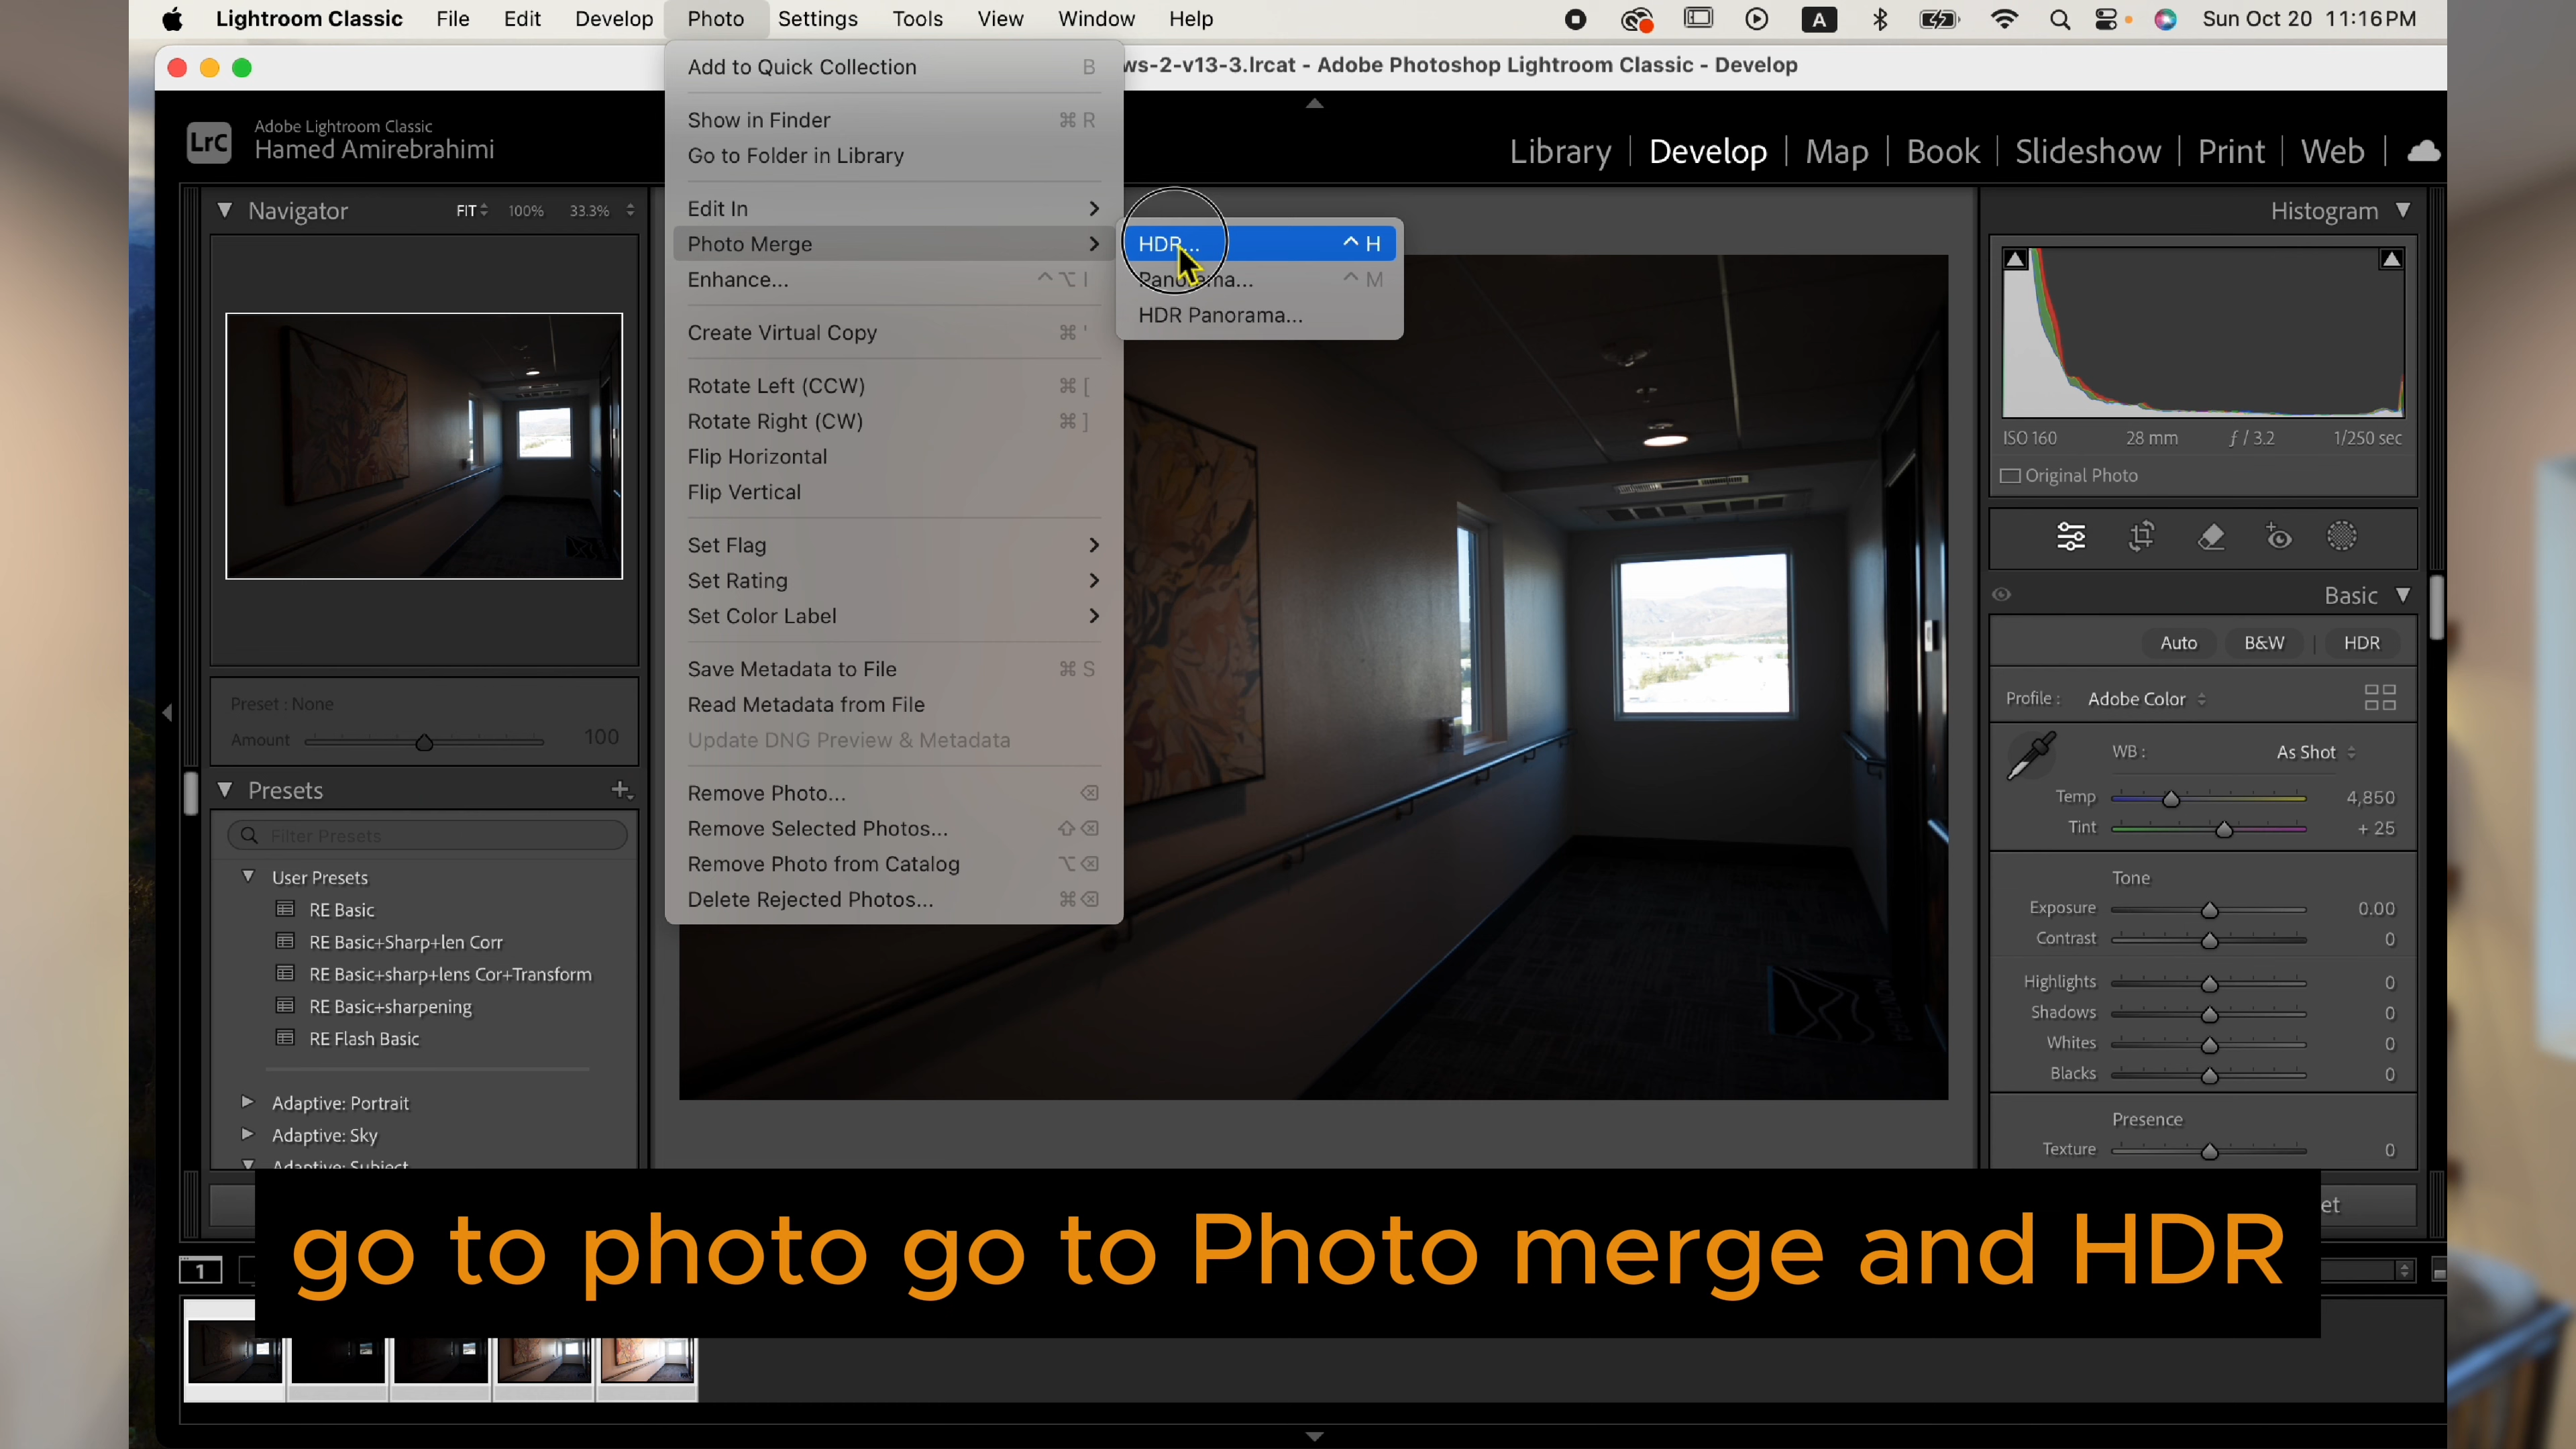 Lightroom Classic File Edit Develop Photo Settings Tools View Window Help A Sun Oct 20 11:16 PM
ws-2-v13-3.lrcat - Adobe Photoshop Lightroom Classic - Develop
LrC
Adobe Lightroom Classic
Hamed Amirebrahimi
Library | Develop | Map | Book | Slideshow | Print | Web |
Add to Quick Collection B
Show in Finder ⌘ R
Go to Folder in Library
Edit In
Photo Merge
Enhance... ^ ⌥ I
Create Virtual Copy ⌘ '
Rotate Left (CCW) ⌘ [
Rotate Right (CW) ⌘ ]
Flip Horizontal
Flip Vertical
Set Flag
Set Rating
Set Color Label
Save Metadata to File ⌘ S
Read Metadata from File
Update DNG Preview & Metadata
Remove Photo... ⌫
Remove Selected Photos... ⇧ ⌫
Remove Photo from Catalog ⌥ ⌫
Delete Rejected Photos... ⌘ ⌫
HDR... ^ H
Panorama... ^ M
HDR Panorama...
Navigator FIT 100% 33.3%
Preset : None
Amount 100
Presets
Filter Presets
User Presets
RE Basic
RE Basic+Sharp+len Corr
RE Basic+sharp+lens Cor+Transform
RE Basic+sharpening
RE Flash Basic
Adaptive: Portrait
Adaptive: Sky
Adaptive: Subject
Histogram
ISO 160 28 mm ƒ / 3.2 1/250 sec
Original Photo
Basic
Auto B&W | HDR
Profile : Adobe Color
WB : As Shot
Temp 4,850
Tint + 25
Tone
Exposure 0.00
Contrast 0
Highlights 0
Shadows 0
Whites 0
Blacks 0
Presence
Texture 0
et
1
go to photo go to Photo merge and HDR